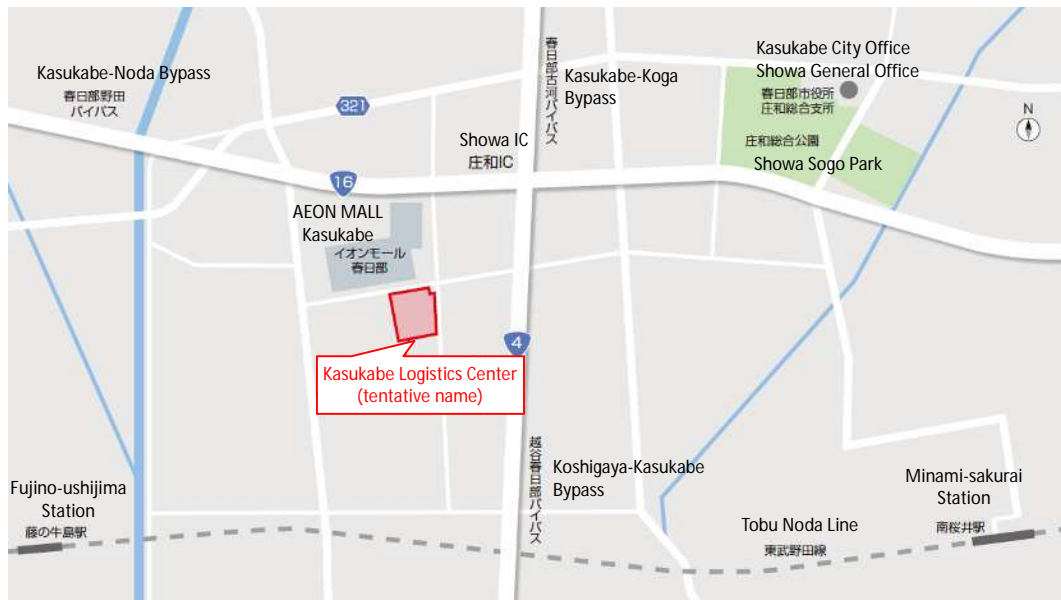 Kasukabe-Noda Bypass
春日部野田
バイパス
321
春日部古河バイパス
Kasukabe-Koga
Bypass
Kasukabe City Office
Showa General Office
春日部市役所
庄和総合支所
N
庄和総合公園
Showa Sogo Park
Showa IC
庄和IC
16
AEON MALL
Kasukabe
イオンモール
春日部
4
Kasukabe Logistics Center
(tentative name)
越谷春日部バイパス
Koshigaya-Kasukabe
Bypass
Fujino-ushijima
Station
藤の牛島駅
Tobu Noda Line
東武野田線
Minami-sakurai
Station
南桜井駅